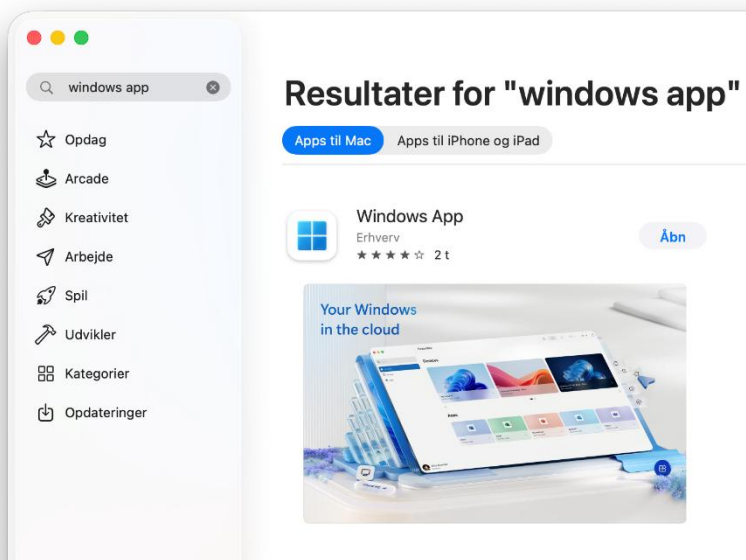 windows app
Opdag
Arcade
Kreativitet
Arbejde
Spil
Udvikler
Kategorier
Opdateringer
Resultater for "windows app"
Apps til Mac
Apps til iPhone og iPad
Windows App
Erhverv
★★★★☆ 2 t
Åbn
Your Windows
in the cloud